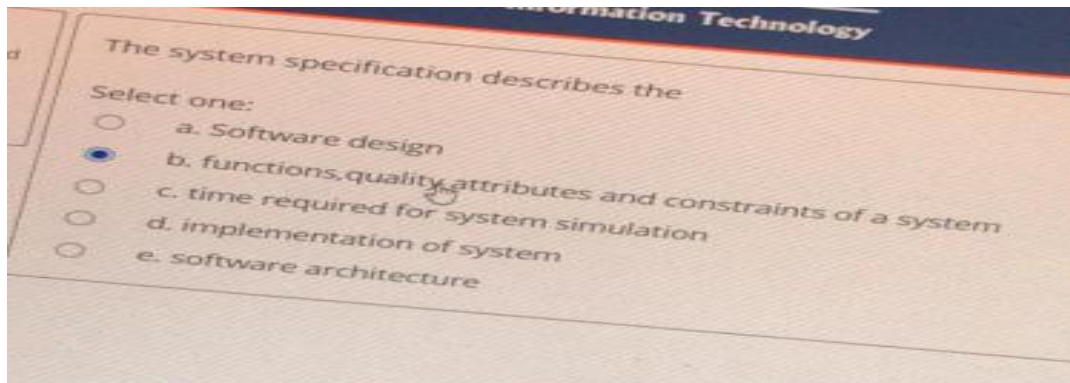 Information Technology
d
The system specification describes the
Select one:
a. Software design
b. functions,quality attributes and constraints of a system
c. time required for system simulation
d. implementation of system
e. software architecture